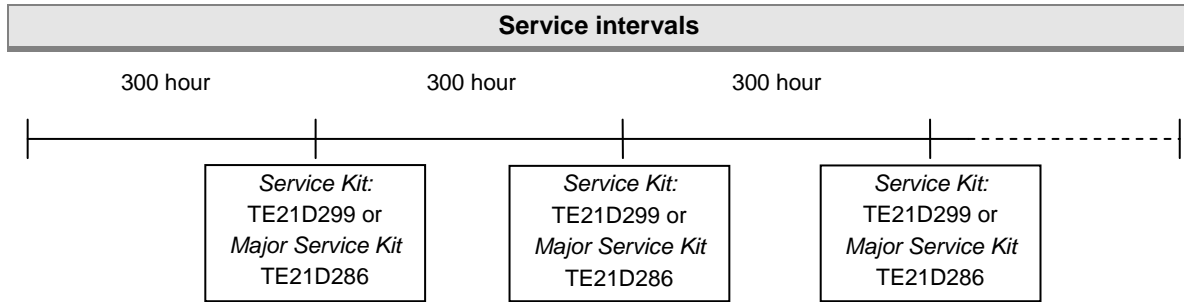 Service intervals
300 hour 300 hour 300 hour
Service Kit:
TE21D299 or
Major Service Kit
TE21D286
Service Kit:
TE21D299 or
Major Service Kit
TE21D286
Service Kit:
TE21D299 or
Major Service Kit
TE21D286